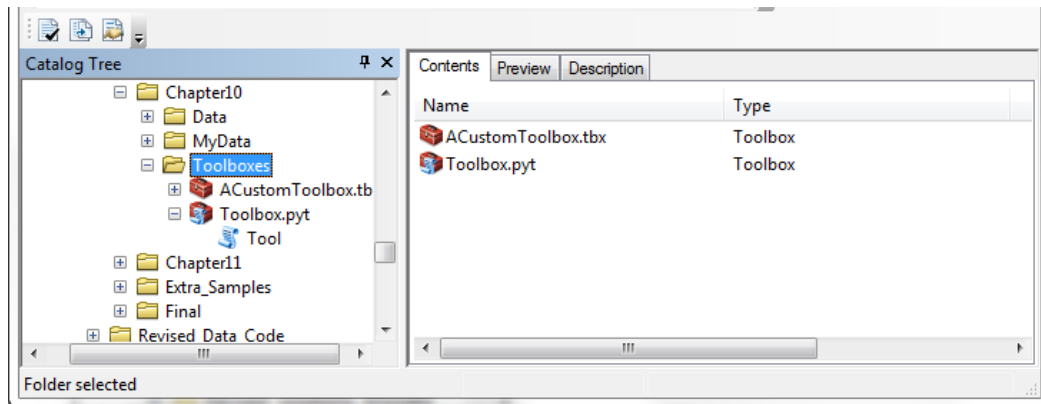 Catalog Tree
Chapter10
Data
MyData
Toolboxes
ACustomToolbox.tb
Toolbox.pyt
Tool
Chapter11
Extra_Samples
Final
Revised_Data_Code
Contents Preview Description
Name Type
ACustomToolbox.tbx Toolbox
Toolbox.pyt Toolbox
Folder selected